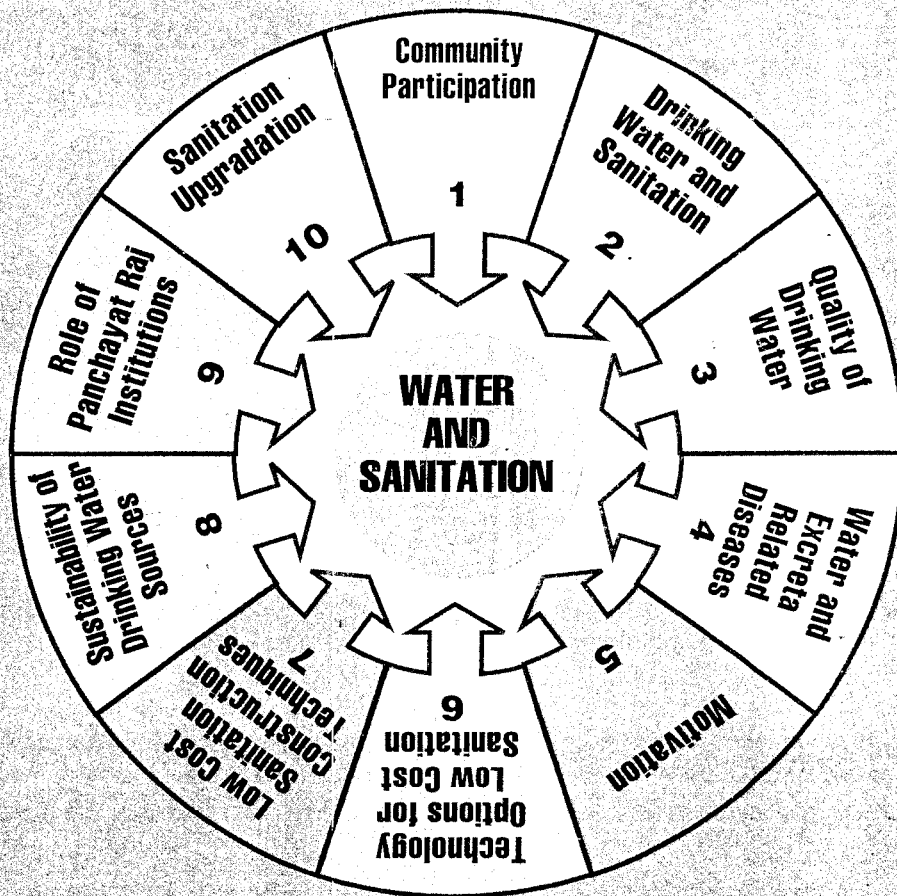 Community
Participation
1
Drinking
Water and
Sanitation
2
Quality of
Drinking
Water
3
Water and
Excreta
Related
Diseases
4
Motivation
5
Technology
Options for
Low Cost
Sanitation
6
Low Cost
Sanitation
Construction
Techniques
7
Sustainability of
Drinking Water
Sources
8
Role of
Panchayat Raj
Institutions
9
Sanitation
Upgradation
10
WATER
AND
SANITATION